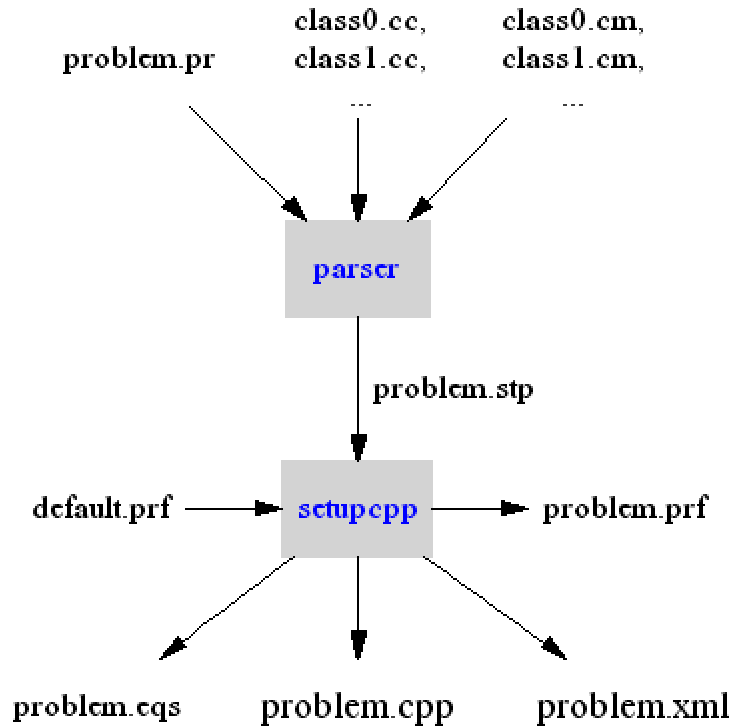 problem.pr
class0.cc,
class1.cc,
...
class0.cm,
class1.cm,
...
parser
problem.stp
default.prf
setupcpp
problem.prf
problem.eqs
problem.cpp
problem.xml